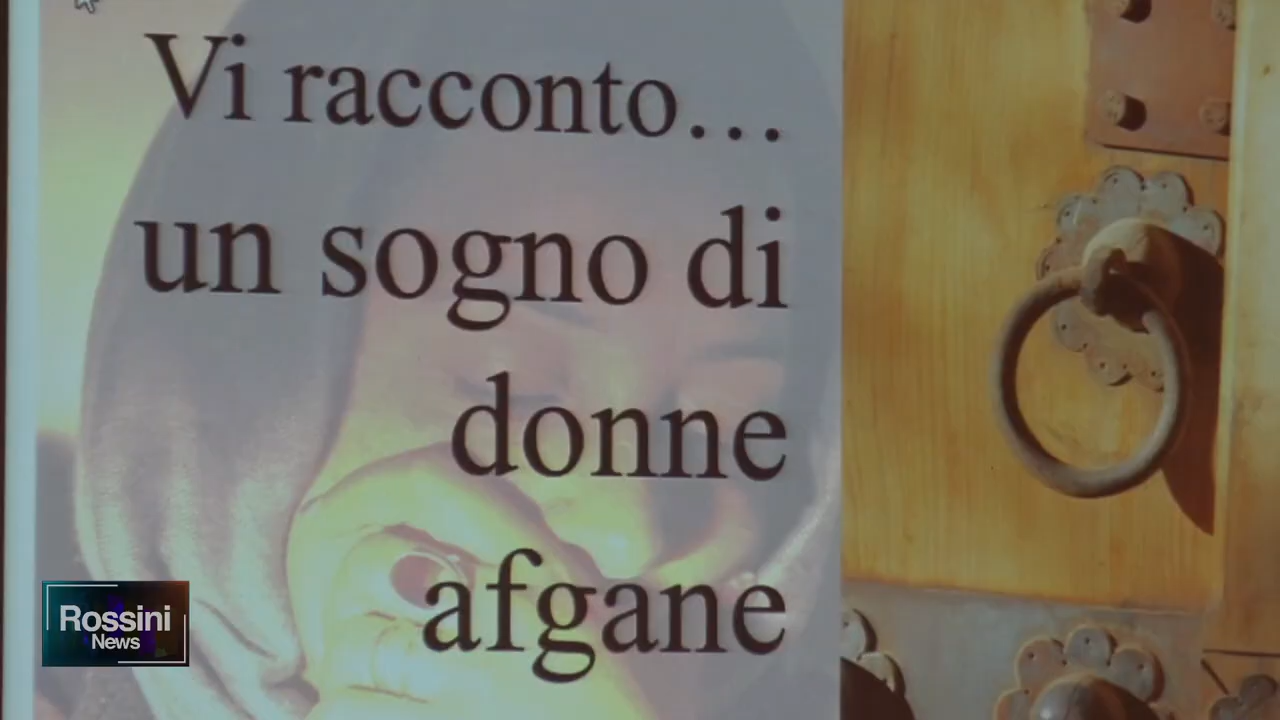 Vi racconto...
un sogno di
donne
afgane
Rossini
News